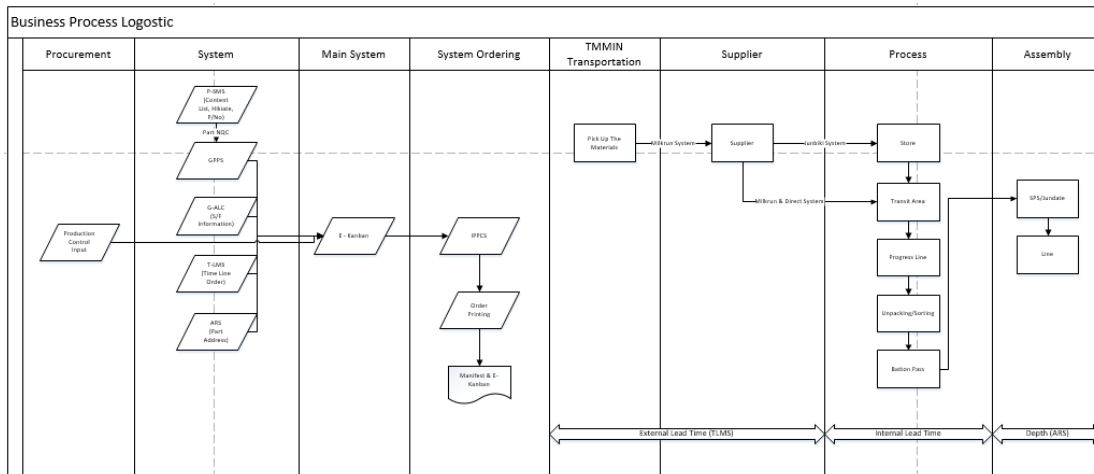 Business Process Logostic
Procurement
System
Main System
System Ordering
TMMIN
Transportation
Supplier
Process
Assembly
P-SMS
(Content
List, Hikiate,
P/No)
Part NQC
GPPS
G-ALC
(S/F
Information)
T-LMS
(Time Line
Order)
ARS
(Part
Address)
Production
Control
Input
E - Kanban
IPPCS
Order
Printing
Manifest & E-
Kanban
Pick Up The
Materials
Milkrun System
Supplier
Junbiki System
Milkrun & Direct System
Store
Transit Area
Progress Line
Unpacking/Sorting
Batton Pass
SPS/Jundate
Line
External Lead Time (TLMS)
Internal Lead Time
Depth (ARS)